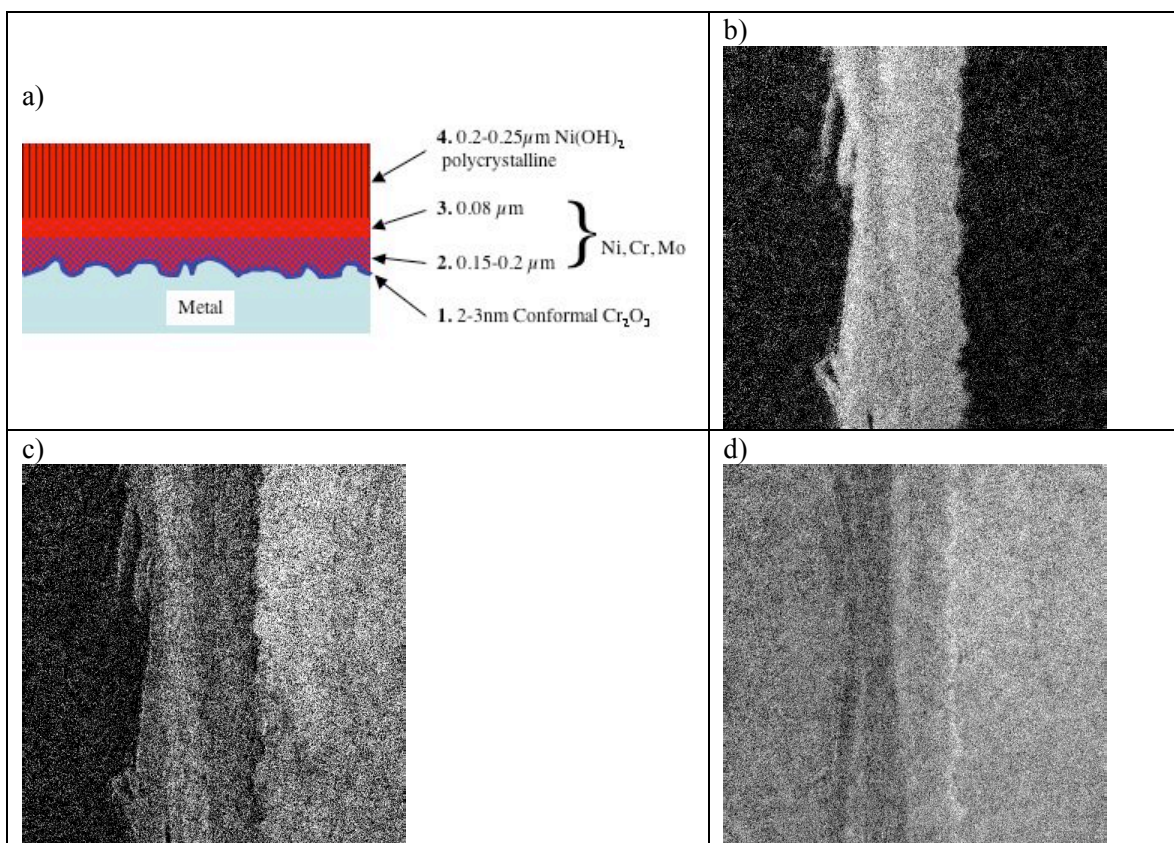 a)
4. 0.2-0.25µm Ni(OH)₂
polycrystalline
3. 0.08 µm
Ni, Cr, Mo
2. 0.15-0.2 µm
Metal
1. 2-3nm Conformal Cr₂O₃
b)
c)
d)